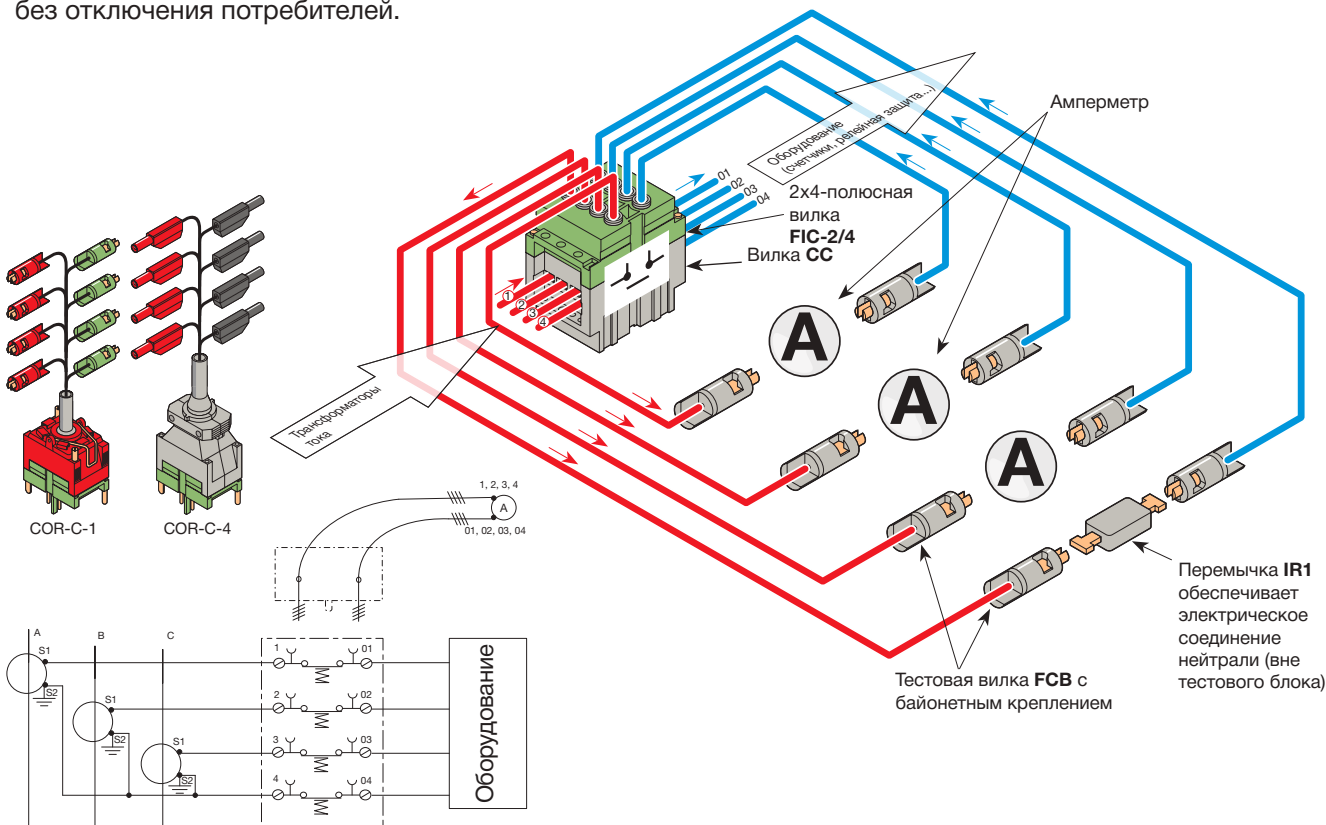 без отключения потребителей.
Амперметр
Оборудование
(счетчики, релейная защита...)
01
02
03
04
2x4-полюсная
вилка
FIC-2/4
Вилка CC
1
2
3
4
Трансформаторы
тока
A
A
A
COR-C-1
COR-C-4
1, 2, 3, 4
A
01, 02, 03, 04
Перемычка IR1
обеспечивает
электрическое
соединение
нейтрали (вне
тестового блока)
Тестовая вилка FCB с
байонетным креплением
A
B
C
S1
S2
S1
S2
S1
S2
1
01
2
02
3
03
4
04
Оборудование